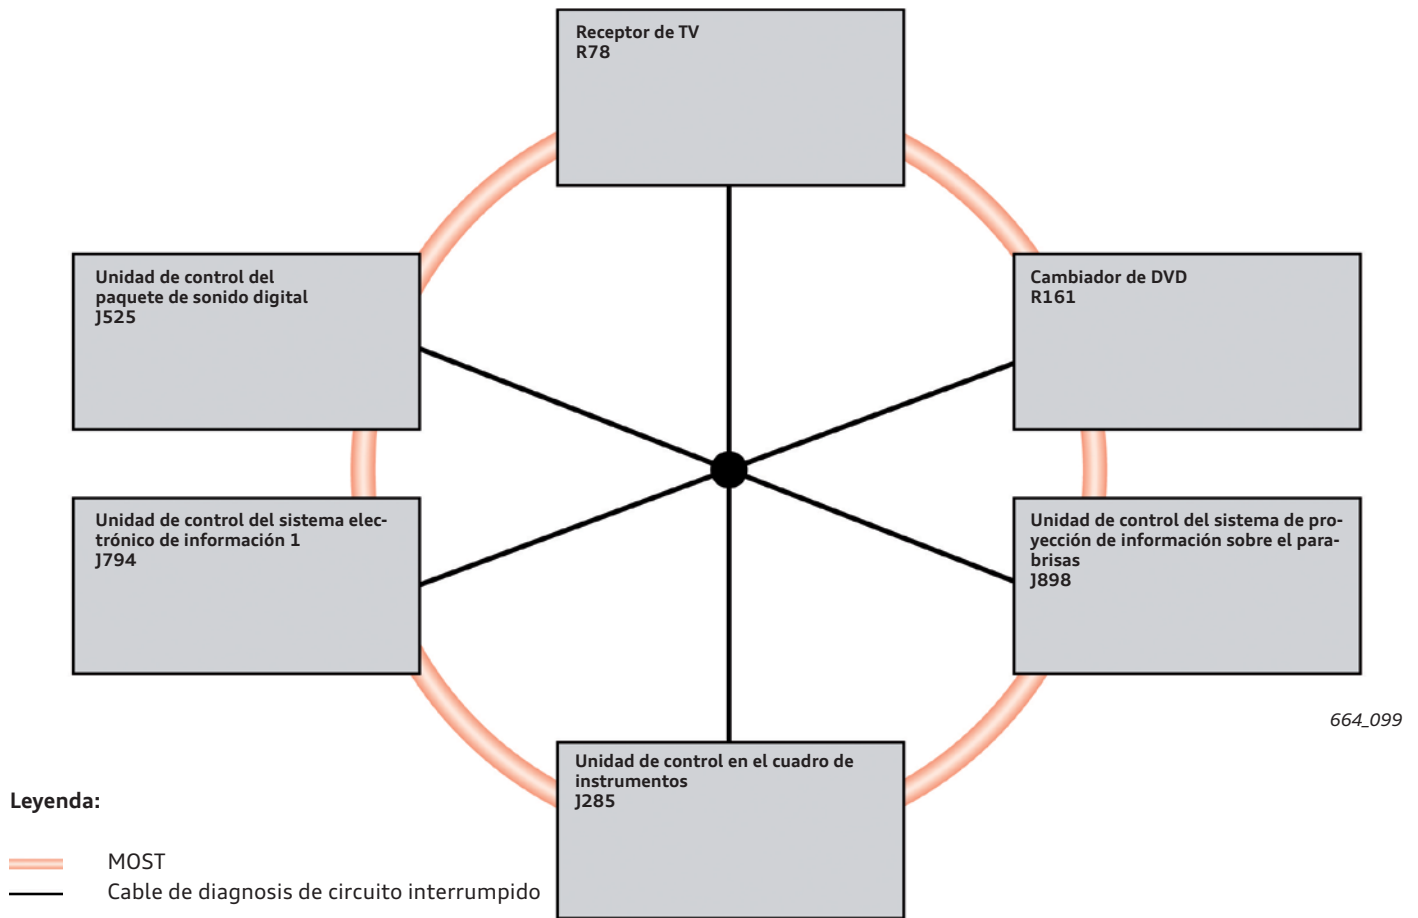 Receptor de TV
R78
Unidad de control del
paquete de sonido digital
J525
Cambiador de DVD
R161
Unidad de control del sistema elec-
trónico de información 1
J794
Unidad de control del sistema de pro-
yección de información sobre el para-
brisas
J898
664_099
Unidad de control en el cuadro de
instrumentos
J285
Leyenda:
MOST
Cable de diagnosis de circuito interrumpido